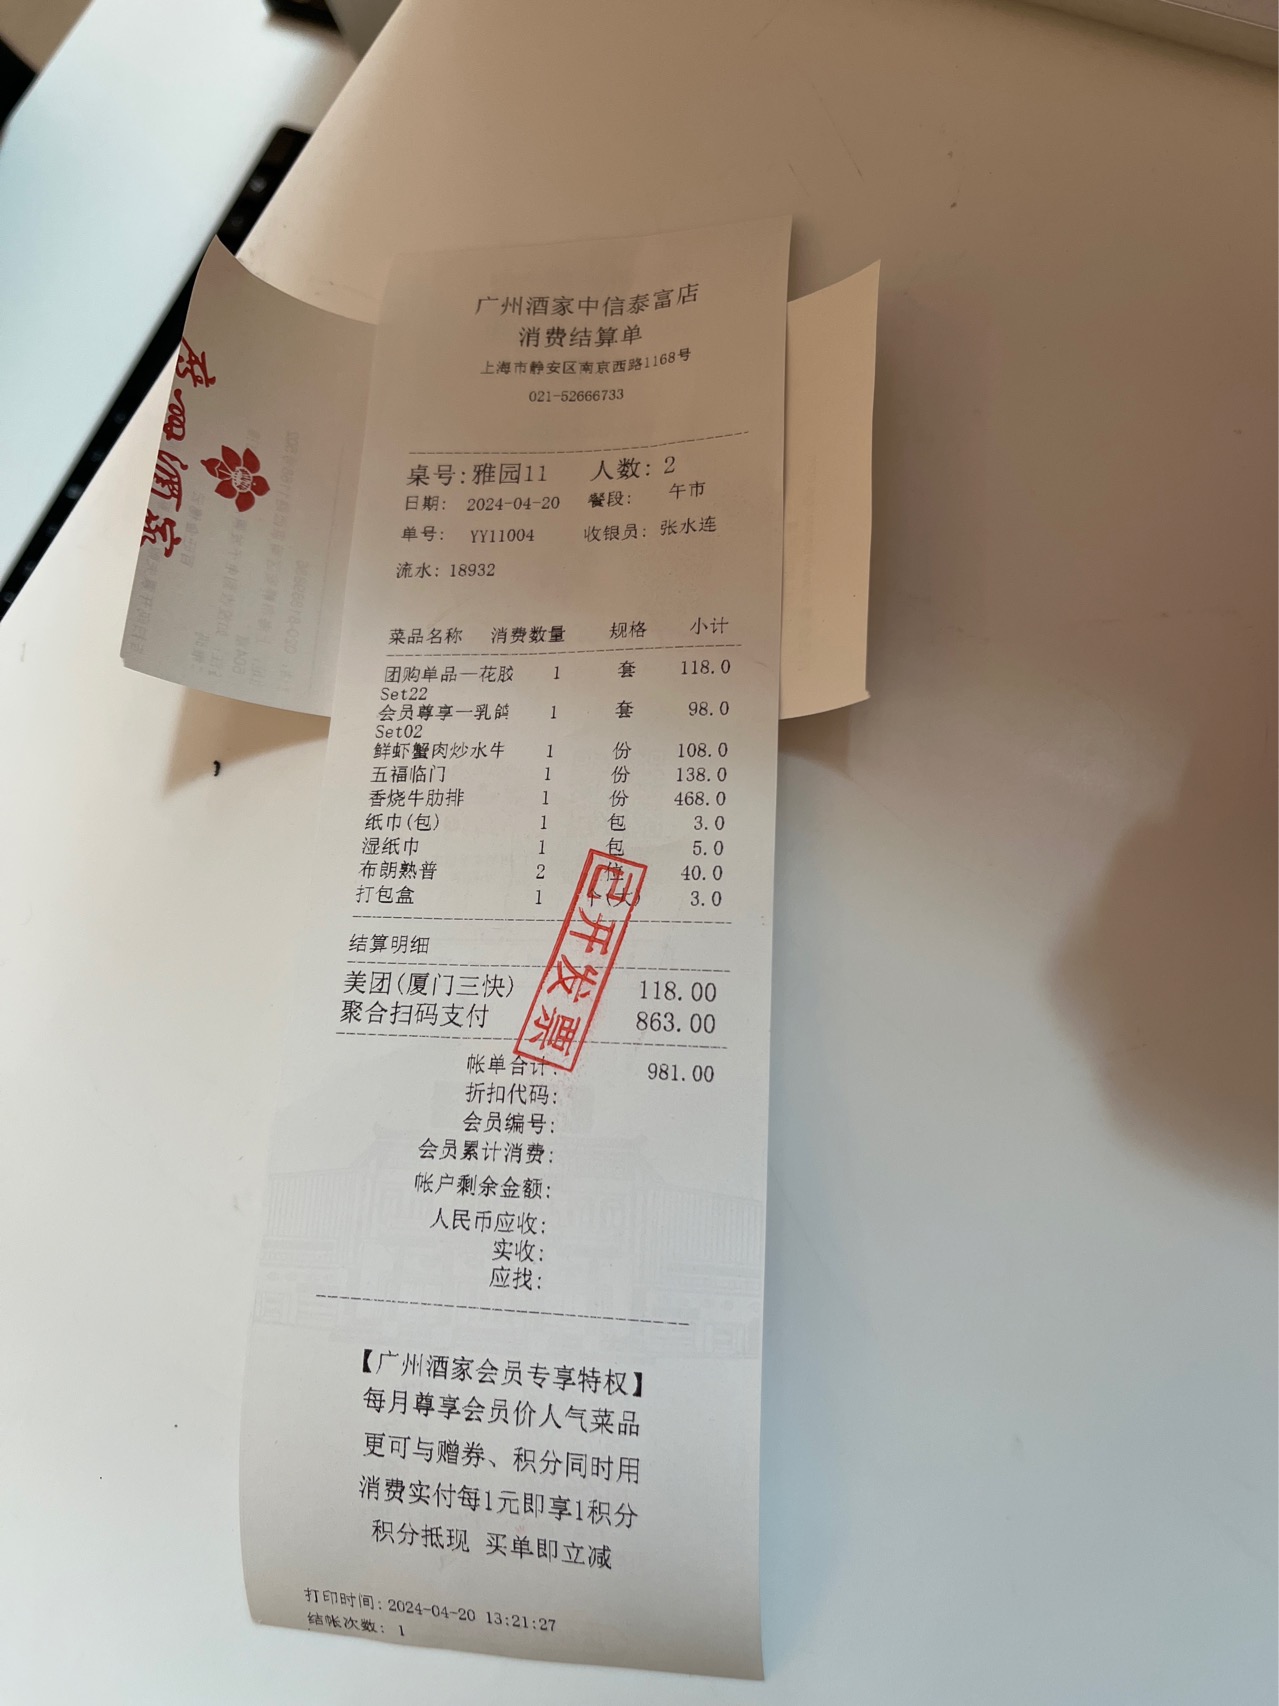 广州酒家
广州酒家中信泰富店
消费结算单
上海市静安区南京西路1168号
021-52666733
桌号:雅园11 人数: 2
日期: 2024-04-20 餐段: 午市
单号: YY11004 收银员: 张水连
流水: 18932
菜品名称 消费数量 规格 小计
团购单品—花胶 1 套 118.0
Set22
会员尊享一乳鸽 1 套 98.0
Set02
鲜虾蟹肉炒水牛 1 份 108.0
五福临门 1 份 138.0
香烧牛肋排 1 份 468.0
纸巾(包) 1 包 3.0
湿纸巾 1 包 5.0
布朗熟普 2 位 40.0
打包盒 1 个(大) 3.0
已开发票
结算明细
美团(厦门三快) 118.00
聚合扫码支付 863.00
帐单合计: 981.00
折扣代码:
会员编号:
会员累计消费:
帐户剩余金额:
人民币应收:
实收:
应找:
【广州酒家会员专享特权】
每月尊享会员价人气菜品
更可与赠券、积分同时用
消费实付每1元即享1积分
积分抵现 买单即立减
打印时间: 2024-04-20 13:21:27
结帐次数: 1